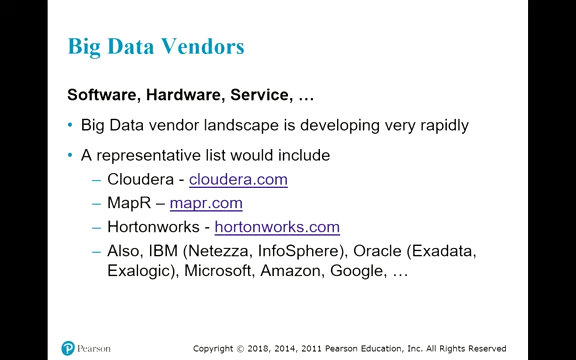 Big Data Vendors
Software, Hardware, Service, …
• Big Data vendor landscape is developing very rapidly
• A representative list would include
– Cloudera - cloudera.com
– MapR – mapr.com
– Hortonworks - hortonworks.com
– Also, IBM (Netezza, InfoSphere), Oracle (Exadata,
Exalogic), Microsoft, Amazon, Google, …
Pearson
Copyright © 2018, 2014, 2011 Pearson Education, Inc. All Rights Reserved